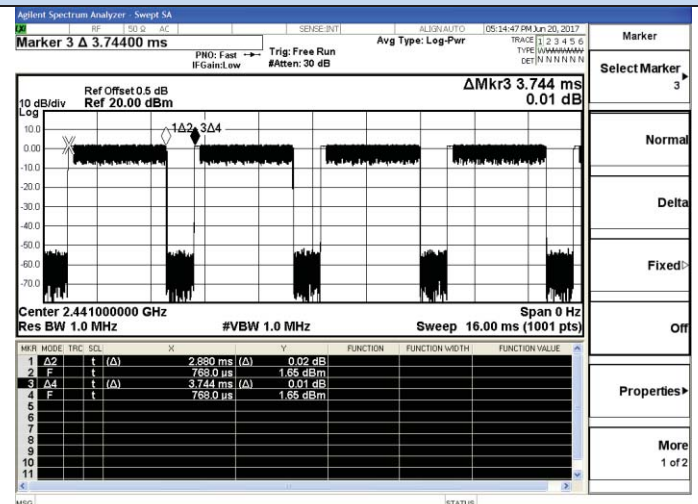 Agilent Spectrum Analyzer - Swept SA
RF 50 Ω AC SENSE:INT ALIGN AUTO 05:14:47 PM Jun 20, 2017
Marker 3 Δ 3.74400 ms
PNO: Fast Trig: Free Run Avg Type: Log-Pwr TRACE 1 2 3 4 5 6
IFGain:Low #Atten: 30 dB
TYPE WWWWWW
DET N N N N N N
Marker
Select Marker
3
Ref Offset 0.5 dB
10 dB/div Ref 20.00 dBm
ΔMkr3 3.744 ms
0.01 dB
Log
10.0
0.00
-10.0
-20.0
-30.0
-40.0
-50.0
-60.0
-70.0
1Δ2 3Δ4
Normal
Delta
Fixed
Off
Properties
More
1 of 2
Center 2.441000000 GHz Span 0 Hz
Res BW 1.0 MHz #VBW 1.0 MHz Sweep 16.00 ms (1001 pts)
MKR MODE TRC SCL X Y FUNCTION FUNCTION WIDTH FUNCTION VALUE
1 Δ2 t (Δ) 2.880 ms (Δ) 0.02 dB
2 F t 768.0 us 1.65 dBm
3 Δ4 t (Δ) 3.744 ms (Δ) 0.01 dB
4 F t 768.0 us 1.65 dBm
5
6
7
8
9
10
11
MSG STATUS